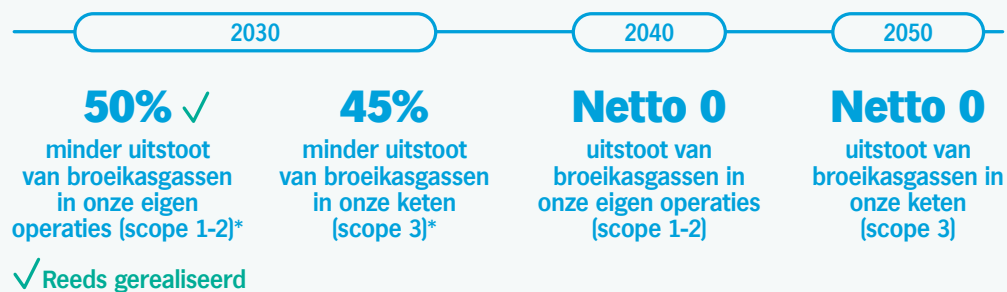 2030
2040
2050
50% ✓
minder uitstoot
van broeikasgassen
in onze eigen
operaties (scope 1-2)*
45%
minder uitstoot
van broeikasgassen
in onze keten
(scope 3)*
Netto 0
uitstoot van
broeikasgassen in
onze eigen operaties
(scope 1-2)
Netto 0
uitstoot van
broeikasgassen in
onze keten
(scope 3)
✓ Reeds gerealiseerd